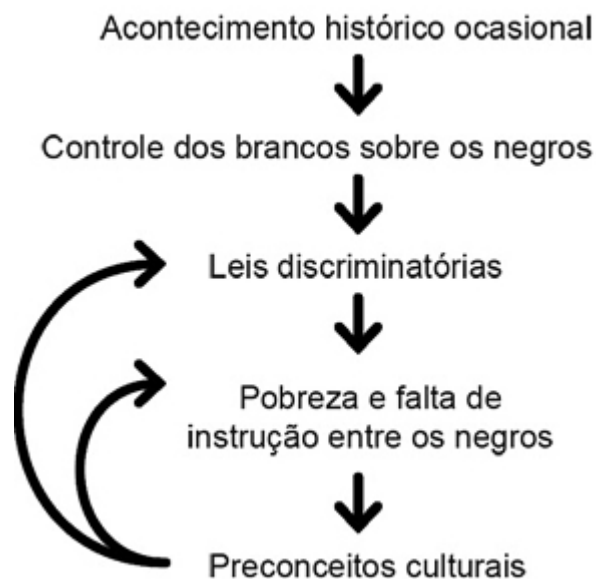 Acontecimento histórico ocasional
Controle dos brancos sobre os negros
Leis discriminatórias
Pobreza e falta de
instrução entre os negros
Preconceitos culturais